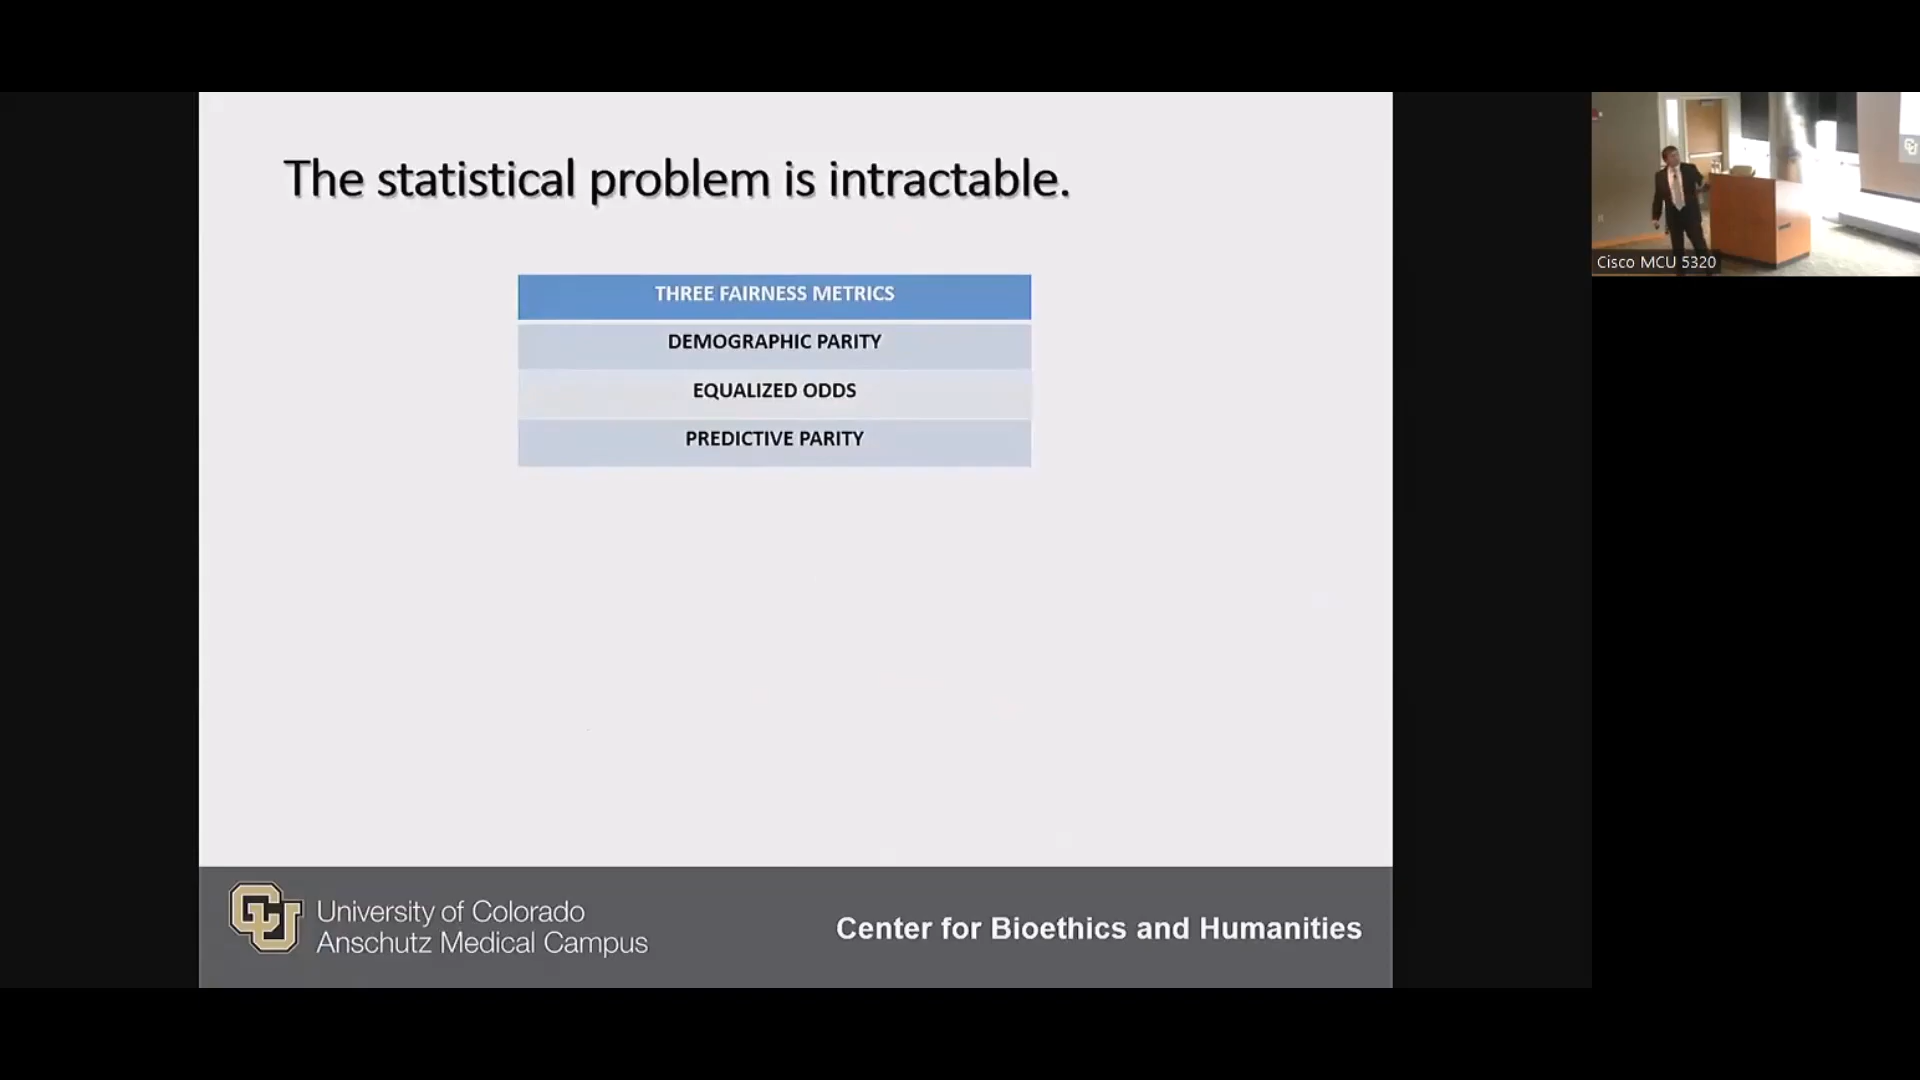 The statistical problem is intractable.
THREE FAIRNESS METRICS
DEMOGRAPHIC PARITY
EQUALIZED ODDS
PREDICTIVE PARITY
Cisco MCU 5320
CU
University of Colorado
Anschutz Medical Campus
Center for Bioethics and Humanities